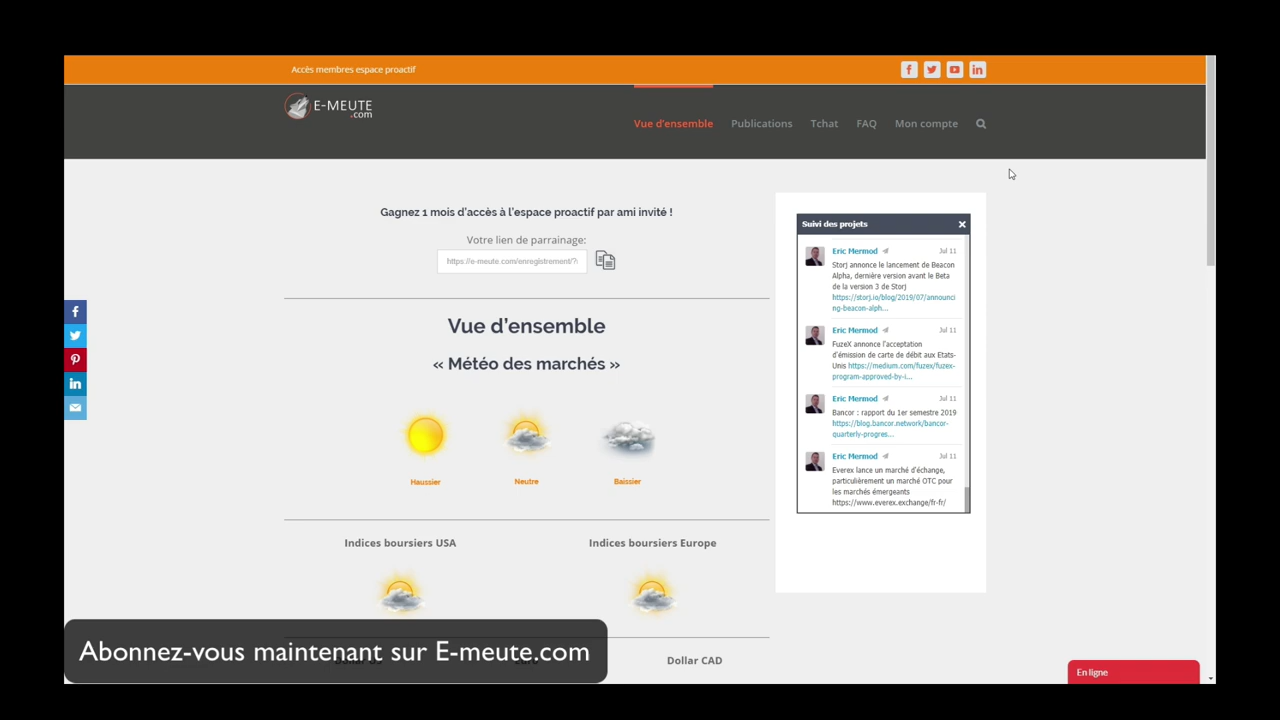 Accès membres espace proactif
E-MEUTE
.com
Vue d'ensemble
Publications
Tchat
FAQ
Mon compte
Gagnez 1 mois d'accès à l'espace proactif par ami invité !
Votre lien de parrainage:
https://e-meute.com/enregistrement/?
Vue d'ensemble
« Météo des marchés »
Haussier
Neutre
Baissier
Indices boursiers USA
Indices boursiers Europe
Dollar CAD
Suivi des projets
Eric Mermod
Jul 11
Storj annonce le lancement de Beacon
Alpha, dernière version avant le Beta
de la version 3 de Storj
https://storj.io/blog/2019/07/announci
ng-beacon-alph...
Eric Mermod
Jul 11
FuzeX annonce l'acceptation
d'émission de carte de débit aux Etats-
Unis https://medium.com/fuzex/fuzex-
program-approved-by-i...
Eric Mermod
Jul 11
Bancor : rapport du 1er semestre 2019
https://blog.bancor.network/bancor-
quarterly-progres...
Eric Mermod
Jul 11
Everex lance un marché d'échange,
particulièrement un marché OTC pour
les marchés émergeants
https://www.everex.exchange/fr-fr/
Abonnez-vous maintenant sur E-meute.com
En ligne